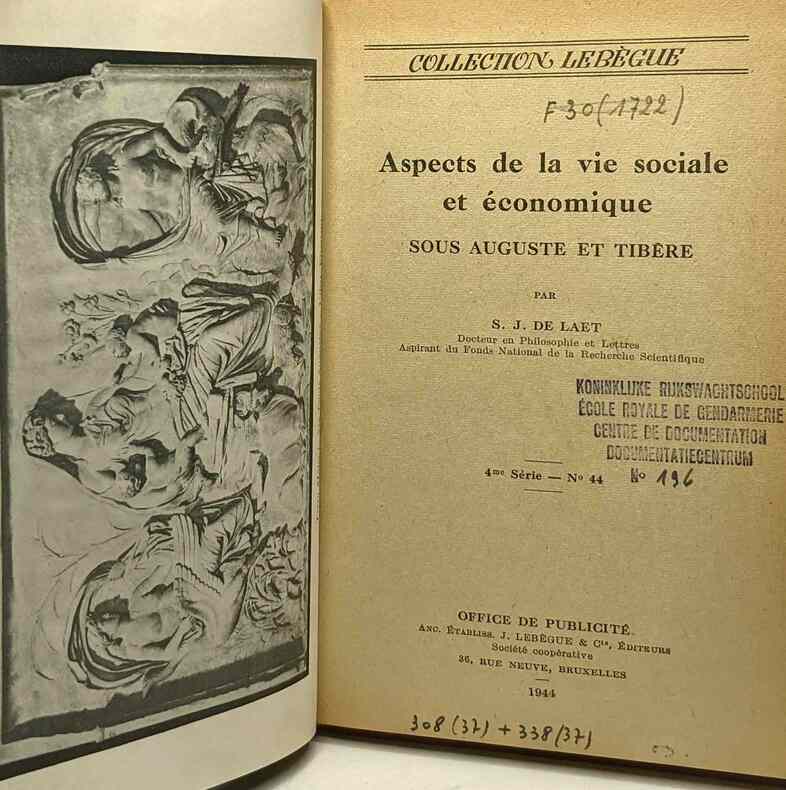 COLLECTION LEBÈGUE
F 30 (1722)
Aspects de la vie sociale
et économique
SOUS AUGUSTE ET TIBÈRE
PAR
S. J. DE LAET
Docteur en Philosophie et Lettres
Aspirant du Fonds National de la Recherche Scientifique
KONINKLIJKE RIJKSWACHTSCHOOL
ÉCOLE ROYALE DE GENDARMERIE
CENTRE DE DOCUMENTATION
DOCUMENTATIECENTRUM
No 196
4me Série — No 44
OFFICE DE PUBLICITÉ
ANC. ÉTABLISS. J. LEBÈGUE & Cie, ÉDITEURS
Société coopérative
36, RUE NEUVE, BRUXELLES
1944
308 (37) + 338 (37)